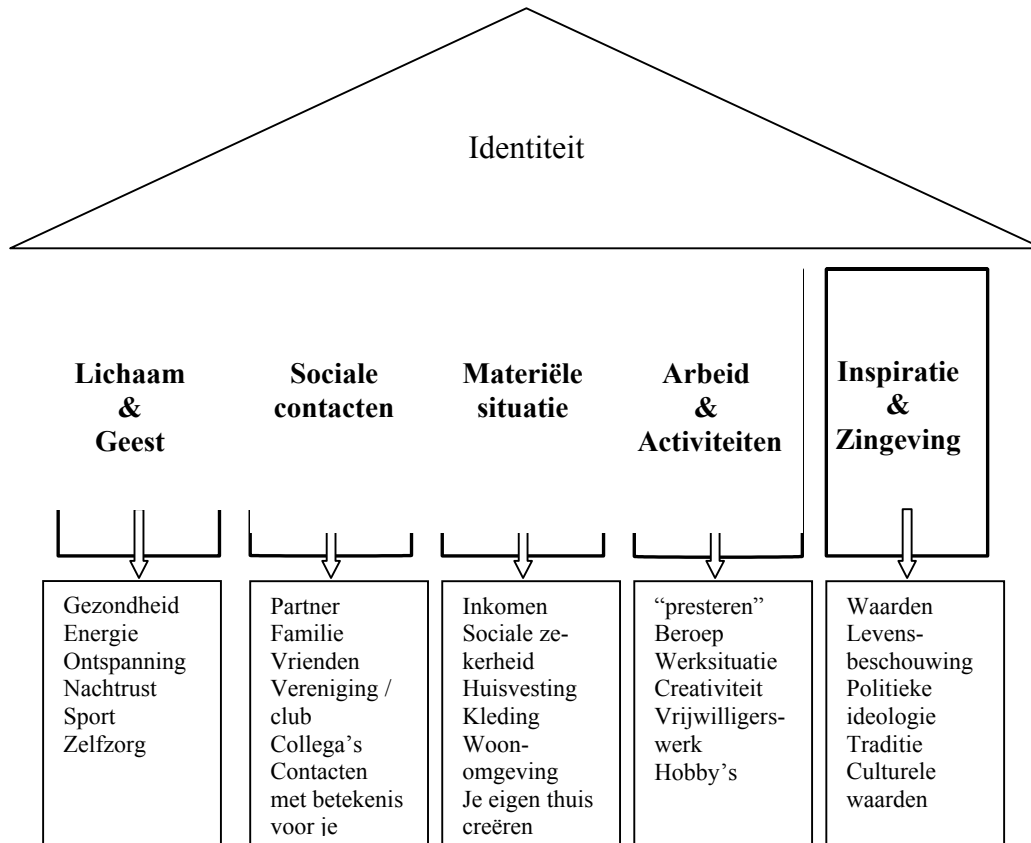 Identiteit
Lichaam
&
Geest
Sociale
contacten
Materiële
situatie
Arbeid
&
Activiteiten
Inspiratie
&
Zingeving
Gezondheid
Energie
Ontspanning
Nachtrust
Sport
Zelfzorg
Partner
Familie
Vrienden
Vereniging /
club
Collega's
Contacten
met betekenis
voor je
Inkomen
Sociale ze-
kerheid
Huisvesting
Kleding
Woon-
omgeving
Je eigen thuis
creëren
“presteren”
Beroep
Werksituatie
Creativiteit
Vrijwilligers-
werk
Hobby's
Waarden
Levens-
beschouwing
Politieke
ideologie
Traditie
Culturele
waarden